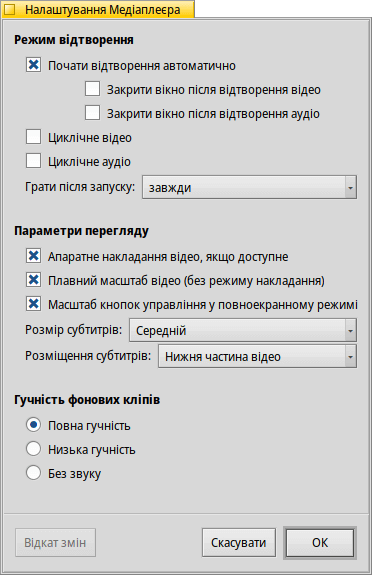 Налаштування Медіаплеєра
Режим відтворення
Почати відтворення автоматично
Закрити вікно після відтворення відео
Закрити вікно після відтворення аудіо
Циклічне відео
Циклічне аудіо
Грати після запуску: завжди
Параметри перегляду
Апаратне накладання відео, якщо доступне
Плавний масштаб відео (без режиму накладання)
Масштаб кнопок управління у повноекранному режимі
Розмір субтитрів: Середній
Розміщення субтитрів: Нижня частина відео
Гучність фонових кліпів
Повна гучність
Низька гучність
Без звуку
Відкат змін Скасувати OK